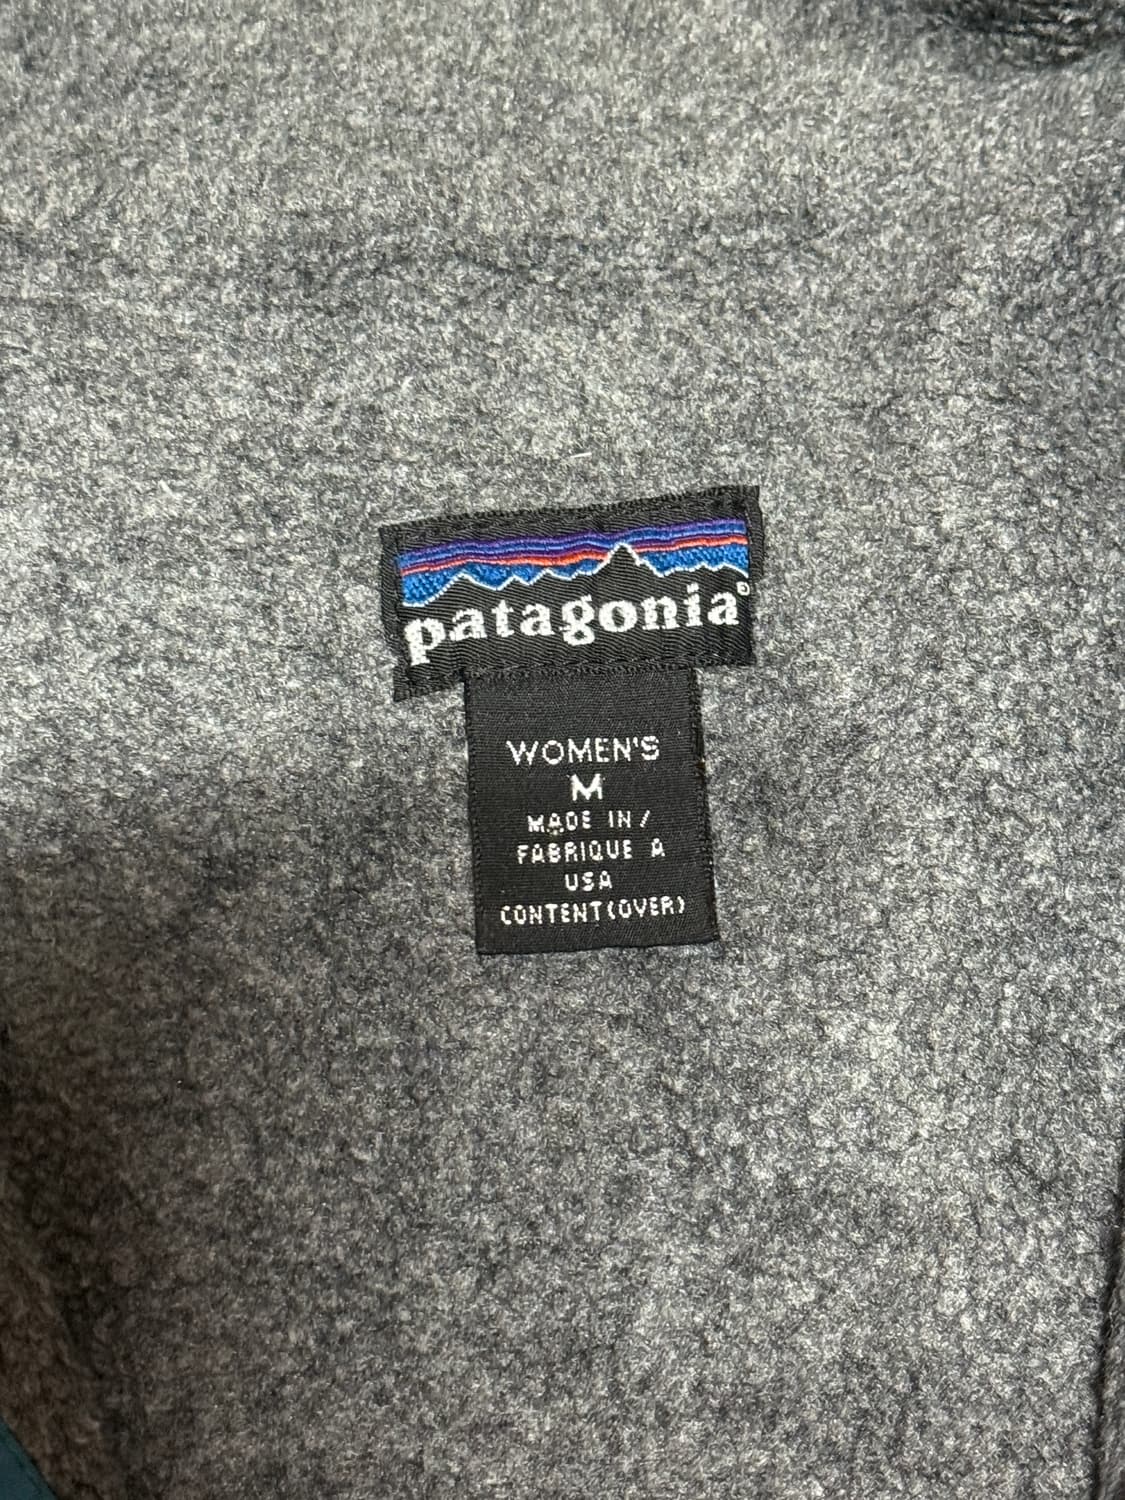 patagonia®
WOMEN'S
M
MADE IN/
FABRIQUE A
USA
CONTENT(OVER)